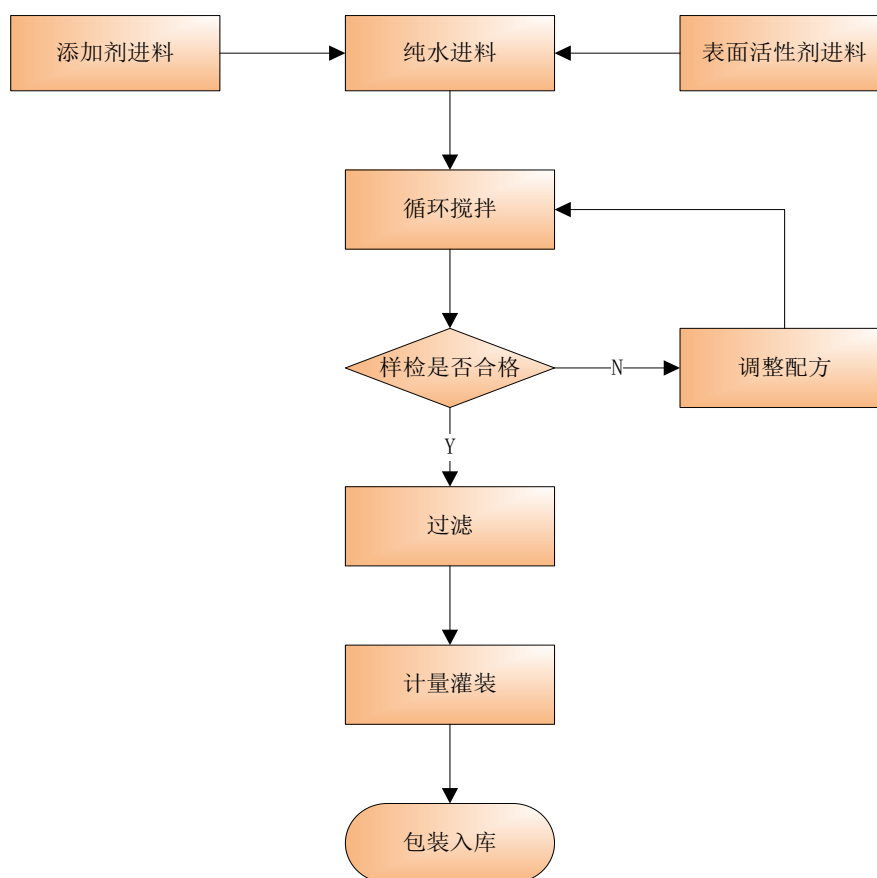 添加剂进料
纯水进料
表面活性剂进料
循环搅拌
样检是否合格
N
调整配方
Y
过滤
计量灌装
包装入库